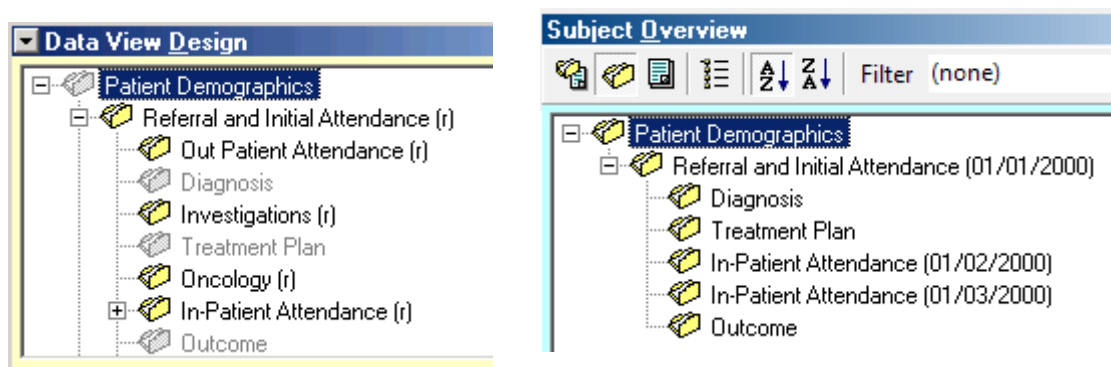 Data View Design
Patient Demographics
Referral and Initial Attendance (r)
Out Patient Attendance (r)
Diagnosis
Investigations (r)
Treatment Plan
Oncology (r)
In-Patient Attendance (r)
Outcome
Subject Overview
Filter (none)
Patient Demographics
Referral and Initial Attendance (01/01/2000)
Diagnosis
Treatment Plan
In-Patient Attendance (01/02/2000)
In-Patient Attendance (01/03/2000)
Outcome